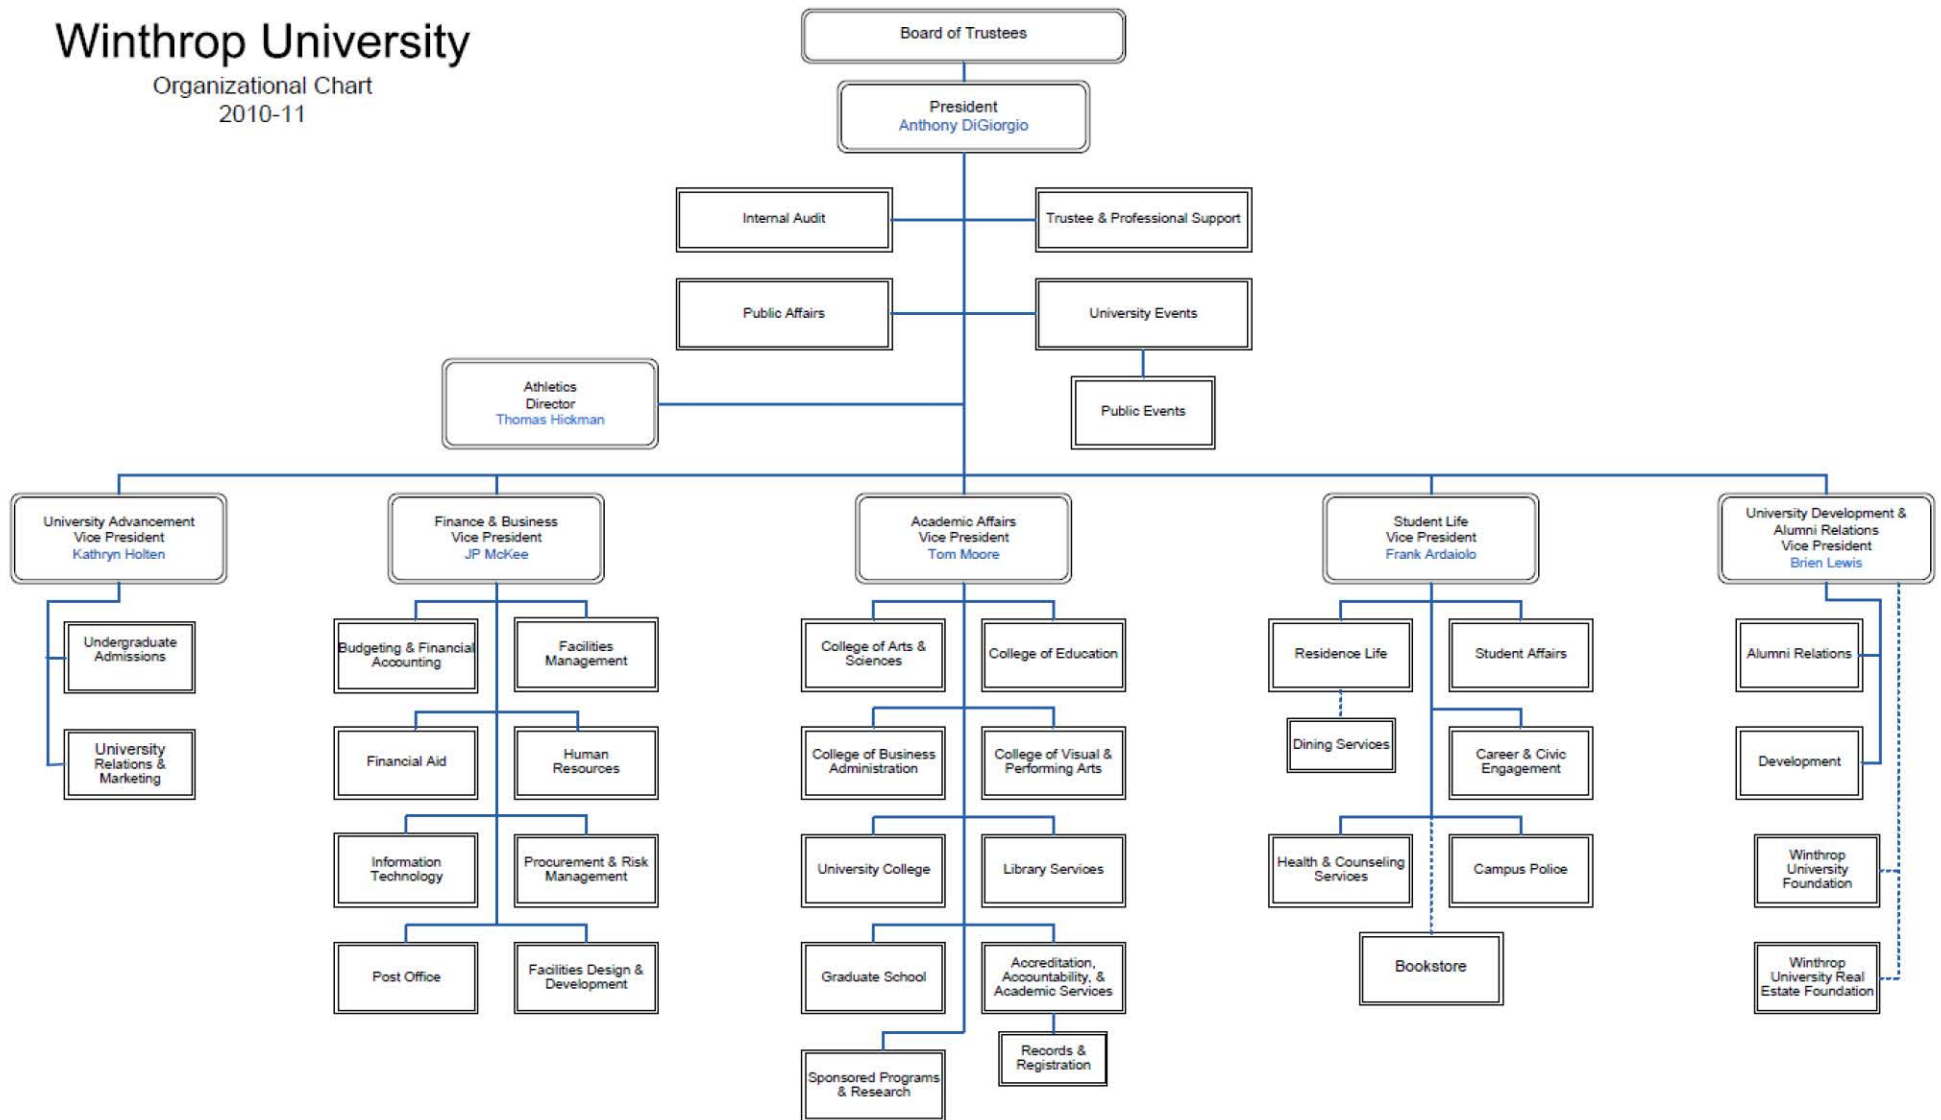 Winthrop University
Organizational Chart
2010-11
Board of Trustees
President
Anthony DiGiorgio
Internal Audit
Trustee & Professional Support
Public Affairs
University Events
Athletics
Director
Thomas Hickman
Public Events
University Advancement
Vice President
Kathryn Holten
Finance & Business
Vice President
JP McKee
Academic Affairs
Vice President
Tom Moore
Student Life
Vice President
Frank Ardaiolo
University Development &
Alumni Relations
Vice President
Brien Lewis
Undergraduate
Admissions
University
Relations &
Marketing
Budgeting & Financial
Accounting
Facilities
Management
Financial Aid
Human
Resources
Information
Technology
Procurement & Risk
Management
Post Office
Facilities Design &
Development
College of Arts &
Sciences
College of Education
College of Business
Administration
College of Visual &
Performing Arts
University College
Library Services
Graduate School
Accreditation,
Accountability, &
Academic Services
Sponsored Programs
& Research
Records &
Registration
Residence Life
Student Affairs
Dining Services
Career & Civic
Engagement
Health & Counseling
Services
Campus Police
Bookstore
Alumni Relations
Development
Winthrop
University
Foundation
Winthrop
University Real
Estate Foundation